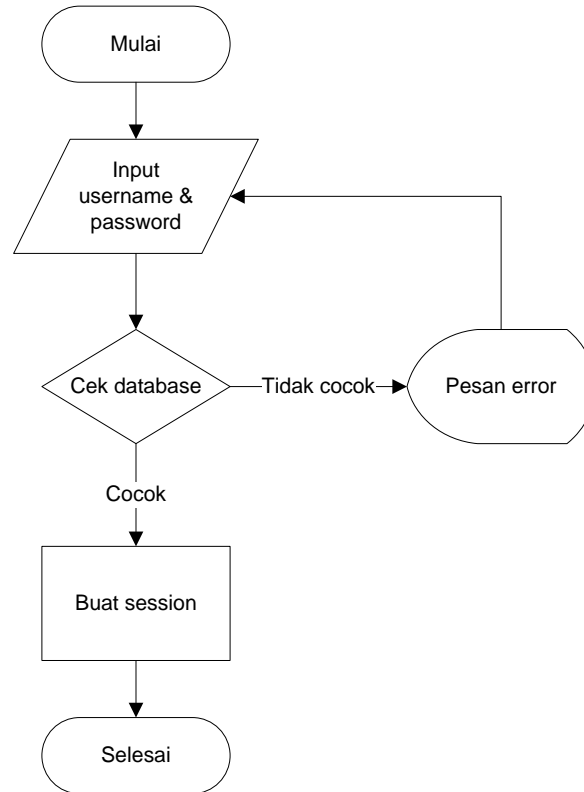 Mulai
Input
username &
password
Cek database
Tidak cocok
Pesan error
Cocok
Buat session
Selesai